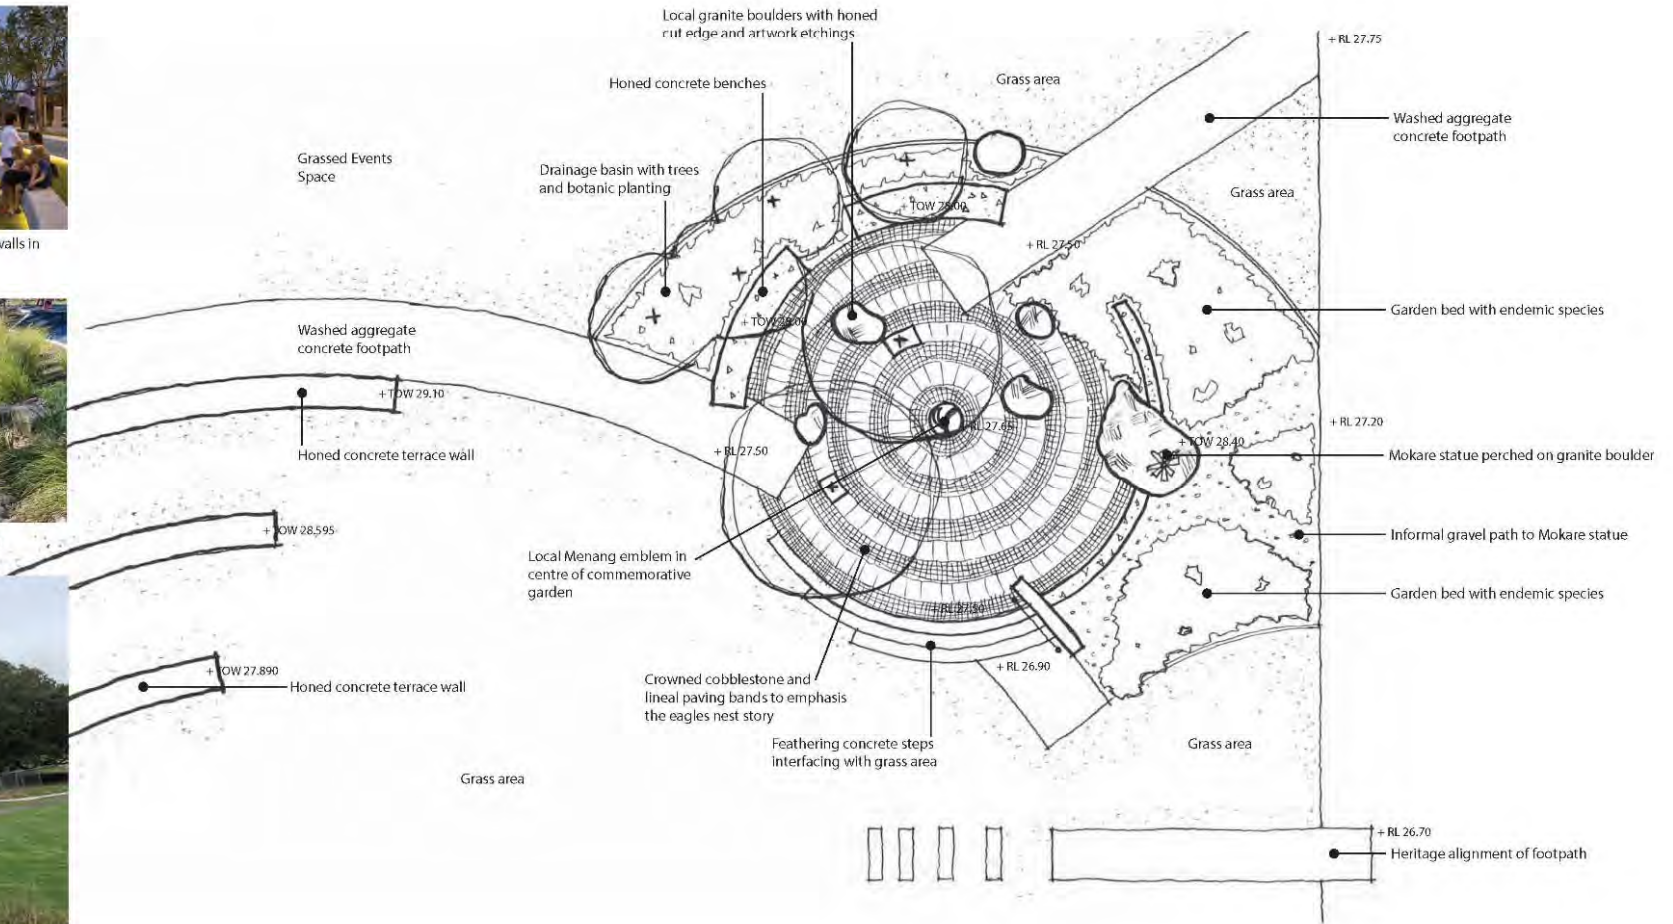 Local granite boulders with honed
cut edge and artwork etchings
+ RL 27.75
Honed concrete benches
Grass area
Washed aggregate
concrete footpath
Grassed Events
Space
Drainage basin with trees
and botanic planting
Grass area
+ TOW 28.00
walls in
+ RL 27.50
Garden bed with endemic species
+ TOW 28.00
Washed aggregate
concrete footpath
+ TOW 29.10
+ RL 27.20
RL 27.65
+ TOW 28.40
Honed concrete terrace wall
+ RL 27.50
Mokare statue perched on granite boulder
+ TOW 28.595
Informal gravel path to Mokare statue
Local Menang emblem in
centre of commemorative
garden
Garden bed with endemic species
+ RL 27.50
+ TOW 27.890
Honed concrete terrace wall
+ RL 26.90
Crowned cobblestone and
lineal paving bands to emphasis
the eagles nest story
Feathering concrete steps
interfacing with grass area
Grass area
Grass area
+ RL 26.70
Heritage alignment of footpath